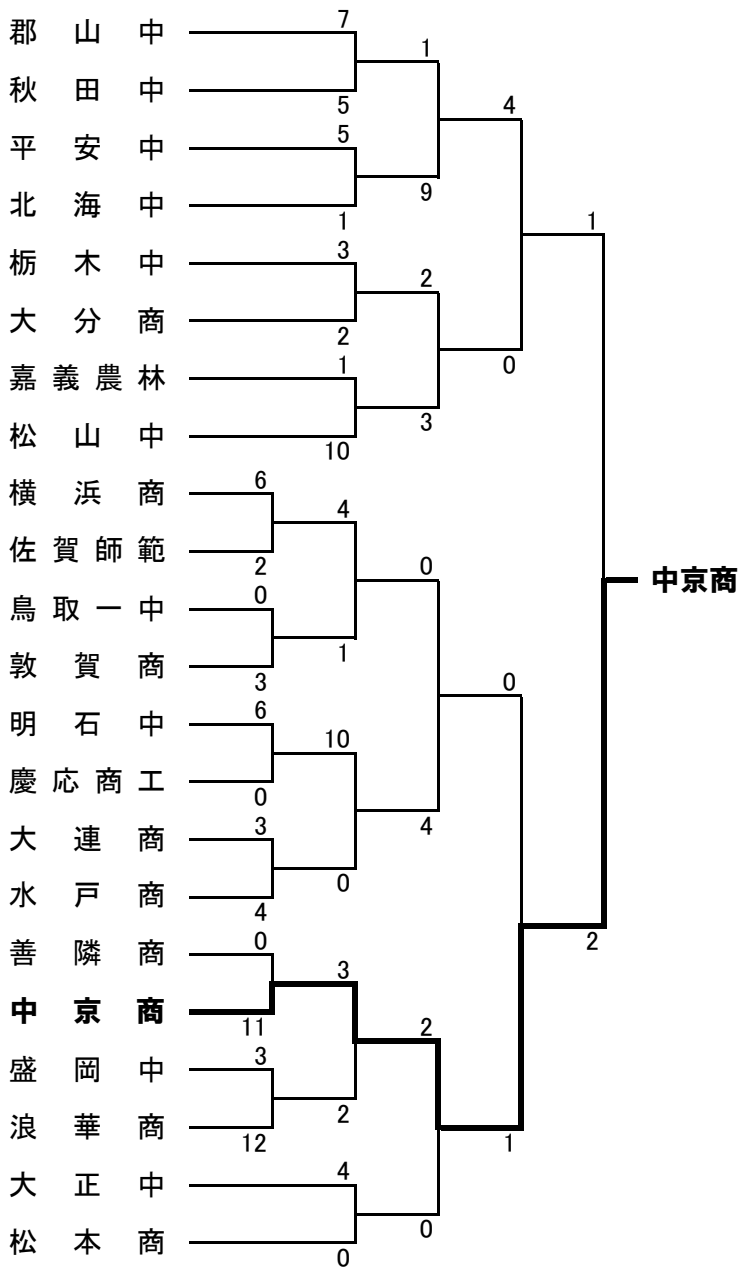 郡山中
秋田中
平安中
北海中
栃木中
大分商
嘉義農林
松山中
横浜商
佐賀師範
鳥取一中
敦賀商
明石中
慶応商工
大連商
水戸商
善隣商
中京商
盛岡中
浪華商
大正中
松本商
7
5
5
1
3
2
1
10
6
2
0
3
6
0
3
4
0
11
3
12
4
1
10
0
3
2
4
0
1
9
2
3
0
4
2
0
4
0
0
1
1
2
中京商